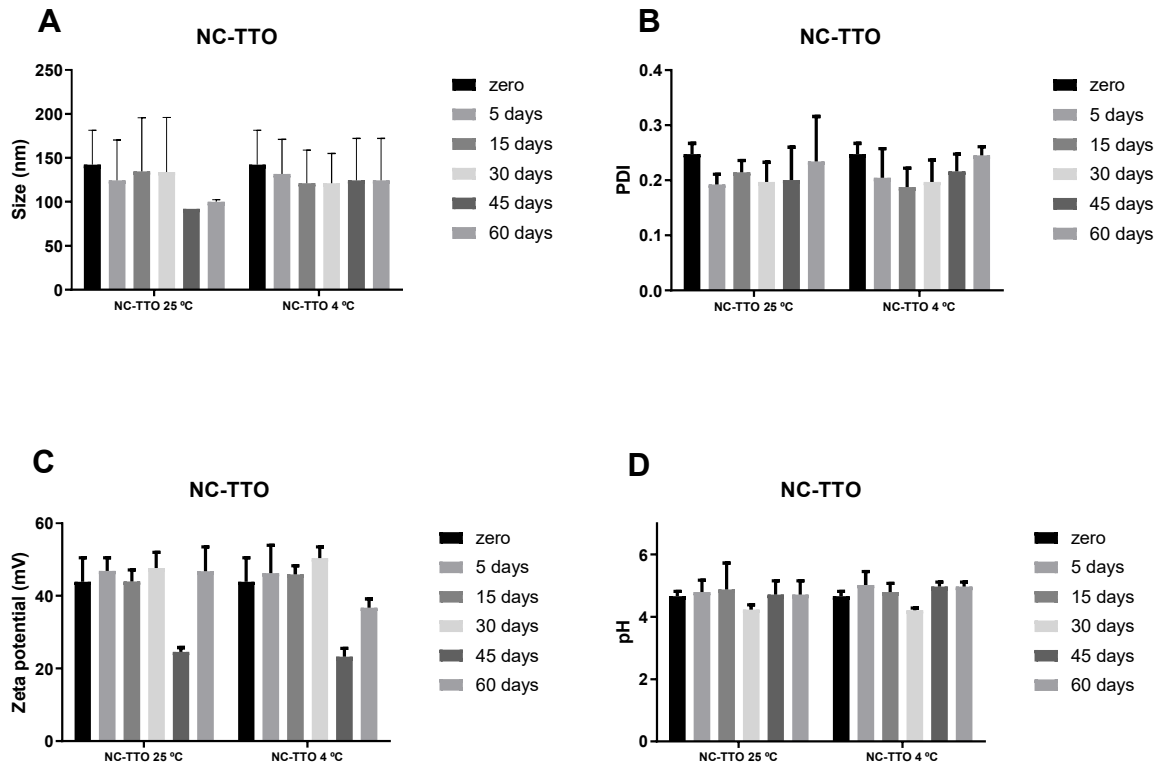 A
NC-TTO
250
200
150
100
50
0
Size (nm)
NC-TTO 25 ºC
NC-TTO 4 ºC
zero
5 days
15 days
30 days
45 days
60 days
B
NC-TTO
0.4
0.3
0.2
0.1
0.0
PDI
NC-TTO 25 ºC
NC-TTO 4 ºC
zero
5 days
15 days
30 days
45 days
60 days
C
NC-TTO
60
40
20
0
Zeta potential (mV)
NC-TTO 25 ºC
NC-TTO 4 ºC
zero
5 days
15 days
30 days
45 days
60 days
D
NC-TTO
6
4
2
0
pH
NC-TTO 25 ºC
NC-TTO 4 ºC
zero
5 days
15 days
30 days
45 days
60 days